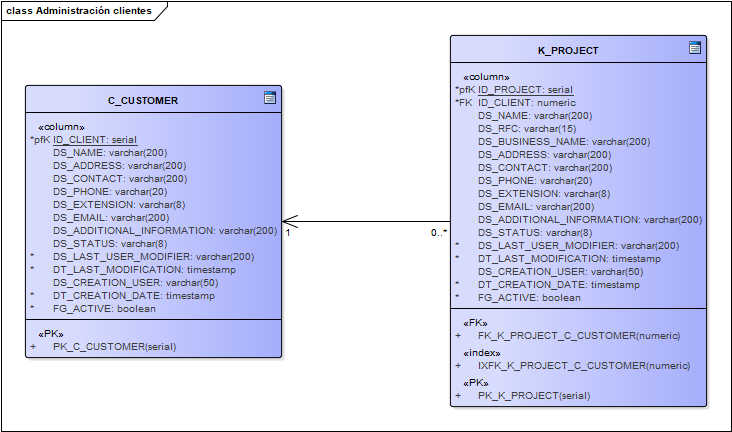 class Administración clientes
C_CUSTOMER
«column»
*pfK ID_CLIENT: serial
DS_NAME: varchar(200)
DS_ADDRESS: varchar(200)
DS_CONTACT: varchar(200)
DS_PHONE: varchar(20)
DS_EXTENSION: varchar(8)
DS_EMAIL: varchar(200)
DS_ADDITIONAL_INFORMATION: varchar(200)
DS_STATUS: varchar(8)
* DS_LAST_USER_MODIFIER: varchar(200)
* DT_LAST_MODIFICATION: timestamp
DS_CREATION_USER: varchar(50)
* DT_CREATION_DATE: timestamp
* FG_ACTIVE: boolean
«PK»
+ PK_C_CUSTOMER(serial)
1
0..*
K_PROJECT
«column»
*pfK ID_PROJECT: serial
*FK ID_CLIENT: numeric
DS_NAME: varchar(200)
DS_RFC: varchar(15)
DS_BUSINESS_NAME: varchar(200)
DS_ADDRESS: varchar(200)
DS_CONTACT: varchar(200)
DS_PHONE: varchar(20)
DS_EXTENSION: varchar(8)
DS_EMAIL: varchar(200)
DS_ADDITIONAL_INFORMATION: varchar(200)
DS_STATUS: varchar(8)
* DS_LAST_USER_MODIFIER: varchar(200)
* DT_LAST_MODIFICATION: timestamp
DS_CREATION_USER: varchar(50)
* DT_CREATION_DATE: timestamp
* FG_ACTIVE: boolean
«FK»
+ FK_K_PROJECT_C_CUSTOMER(numeric)
«index»
+ IXFK_K_PROJECT_C_CUSTOMER(numeric)
«PK»
+ PK_K_PROJECT(serial)